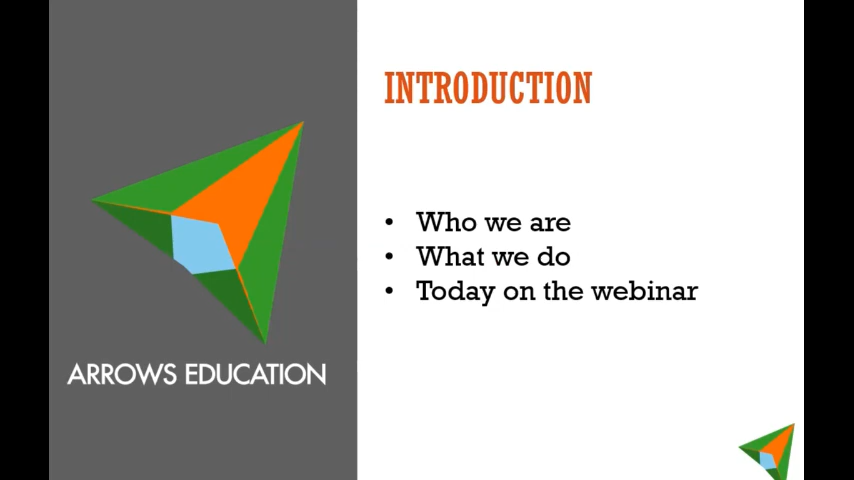 INTRODUCTION
• Who we are
• What we do
• Today on the webinar
ARROWS EDUCATION